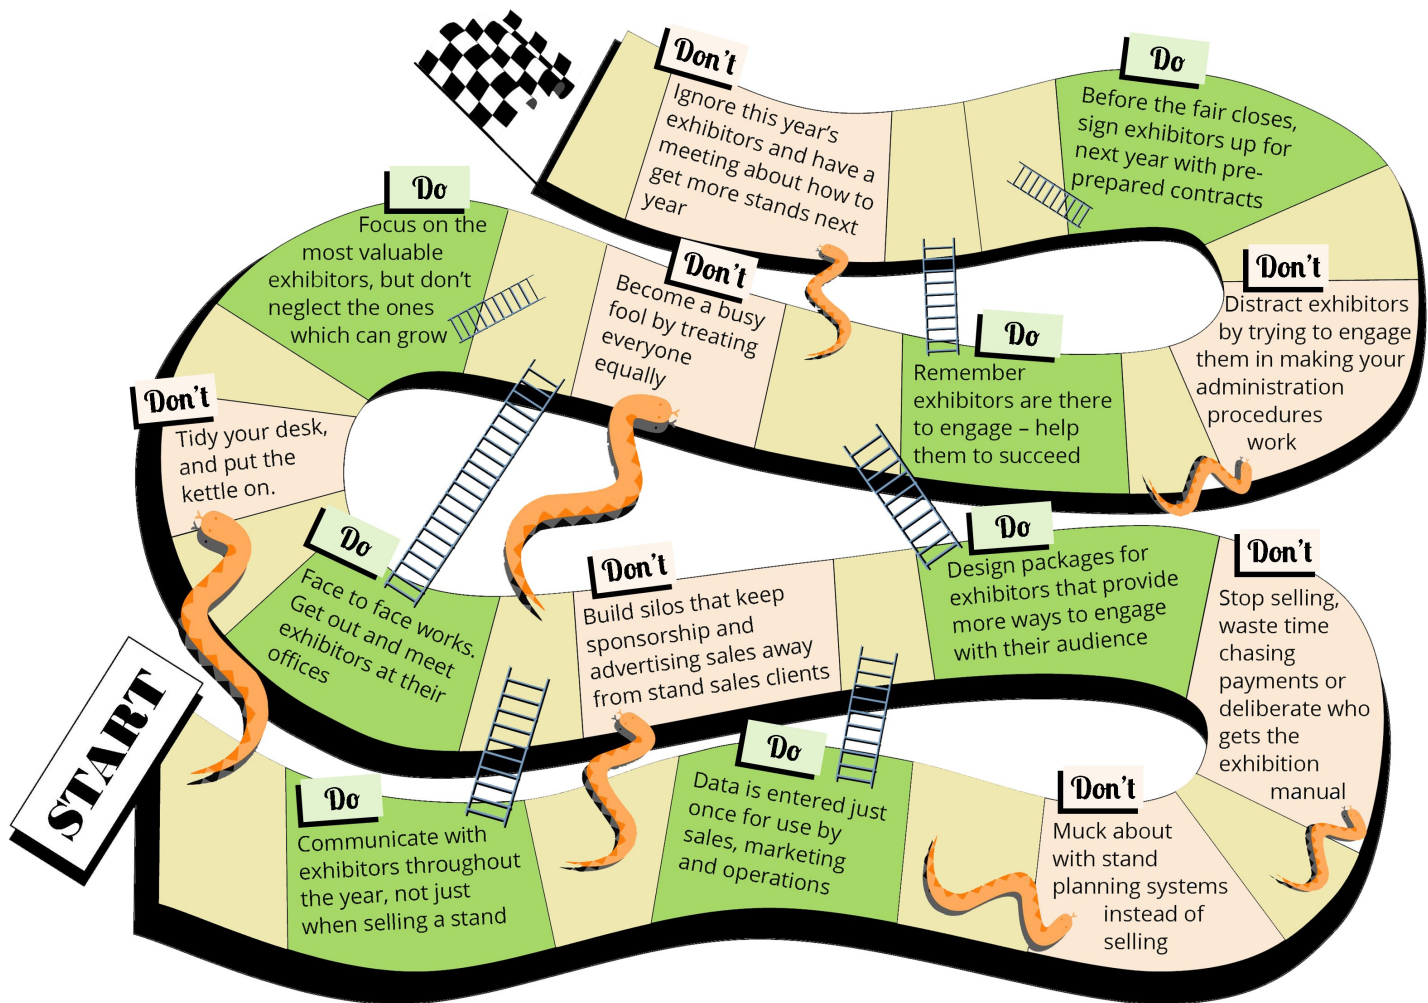 START
Do
Communicate with
exhibitors throughout
the year, not just
when selling a stand
Do
Data is entered just
once for use by
sales, marketing
and operations
Don't
Muck about
with stand
planning systems
instead of
selling
Don't
Stop selling,
waste time
chasing
payments or
deliberate who
gets the
exhibition
manual
Do
Design packages for
exhibitors that provide
more ways to engage
with their audience
Don't
Build silos that keep
sponsorship and
advertising sales away
from stand sales clients
Do
Face to face works.
Get out and meet
exhibitors at their
offices
Don't
Tidy your desk,
and put the
kettle on.
Do
Focus on the
most valuable
exhibitors, but don't
neglect the ones
which can grow
Don't
Become a busy
fool by treating
everyone
equally
Do
Remember
exhibitors are there
to engage – help
them to succeed
Don't
Distract exhibitors
by trying to engage
them in making your
administration
procedures
work
Do
Before the fair closes,
sign exhibitors up for
next year with pre-
prepared contracts
Don't
Ignore this year's
exhibitors and have a
meeting about how to
get more stands next
year